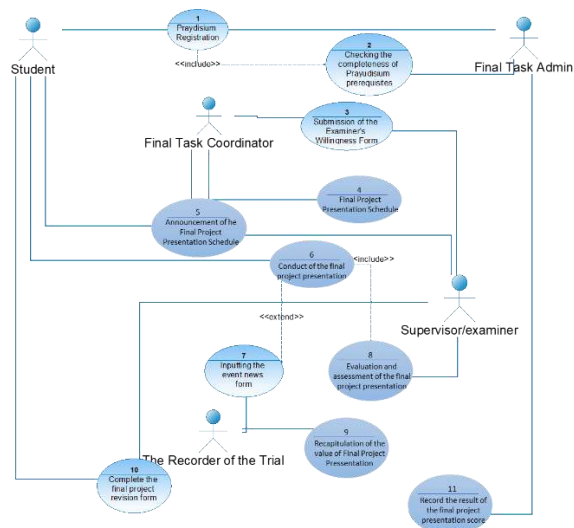 1
Praydisium
Registration
<<include>>
2
Checking the
completeness of
Prayudisium
prerequisites
Student
Final Task Admin
3
Submission of the
Examiner's
Willingness Form
Final Task Coordinator
4
Final Project
Presentation Schedule
5
Announcement of he
Final Project
Presentation Schedule
6
Conduct of the final
project presentation
<<include>>
<<extend>>
Supervisor/examiner
7
Inputting the
event news
form
8
Evaluation and
assessment of the final
project presentation
9
Recapitulation of the
value of Final Project
Presentation
The Recorder of the Trial
10
Complete the
final project
revision form
11
Record the result of
the final project
presentation score